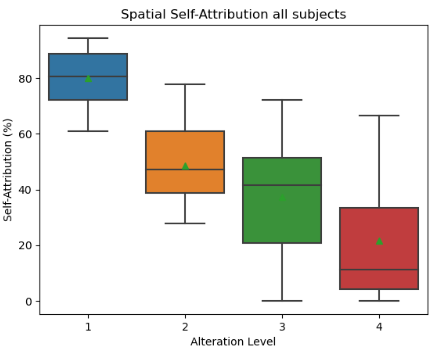 Spatial Self-Attribution all subjects
Self-Attribution (%)
80
60
40
20
0
1 2 3 4
Alteration Level